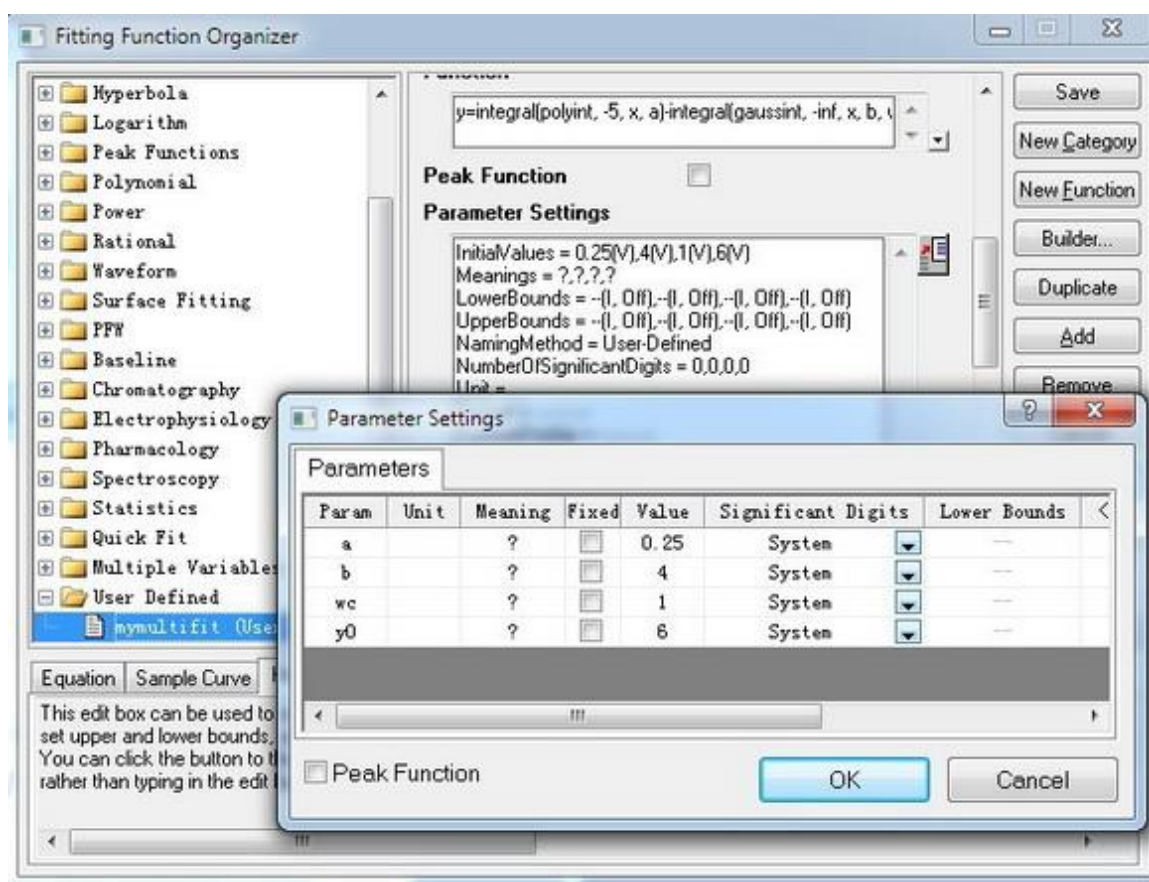 Fitting Function Organizer
Hyperbola
Logarithm
Peak Functions
Polynomial
Power
Rational
Waveform
Surface Fitting
PFW
Baseline
Chromatography
Electrophysiology
Pharmacology
Spectroscopy
Statistics
Quick Fit
Multiple Variables
User Defined
mymultifit (User
Function
y=integral(polyint, -5, x, a)-integral(gaussint, -inf, x, b,
Peak Function
Parameter Settings
InitialValues = 0.25(V),4(V),1(V),6(V)
Meanings = ?,?,?,?
LowerBounds = --(I, Off),--(I, Off),--(I, Off),--(I, Off)
UpperBounds = --(I, Off),--(I, Off),--(I, Off),--(I, Off)
NamingMethod = User-Defined
NumberOfSignificantDigits = 0,0,0,0
Unit =
Save
New Category
New Function
Builder...
Duplicate
Add
Remove
Equation Sample Curve
This edit box can be used to
set upper and lower bounds,
You can click the button to
rather than typing in the edit
Parameter Settings
Parameters
Param Unit Meaning Fixed Value Significant Digits Lower Bounds
a ? 0.25 System --
b ? 4 System --
wc ? 1 System --
y0 ? 6 System --
Peak Function
OK
Cancel